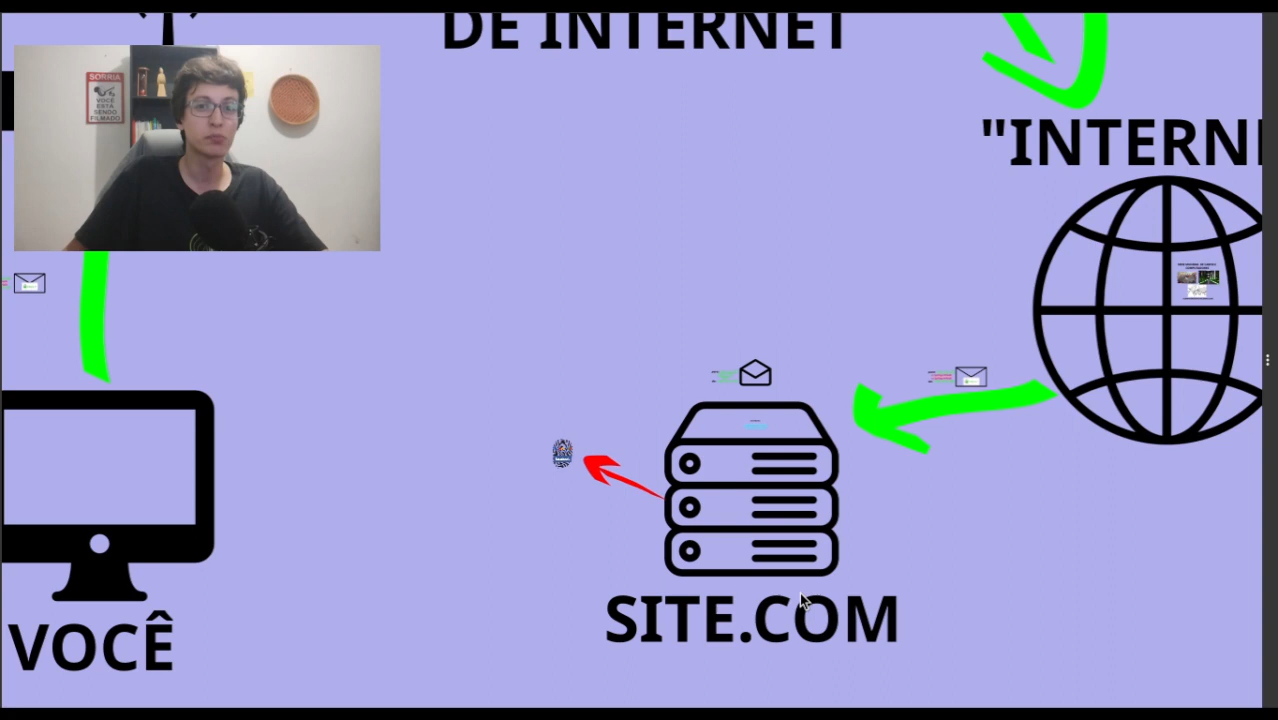 DE INTERNET
SORRIA
VOCÊ
ESTÁ
SENDO
FILMADO
"INTERN
SITE.COM
VOCÊ